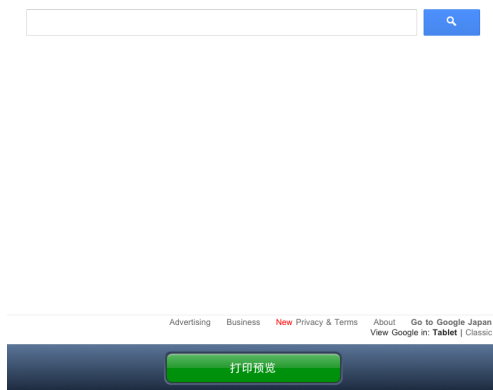 Advertising Business New Privacy & Terms About Go to Google Japan
View Google in: Tablet | Classic
打印预览